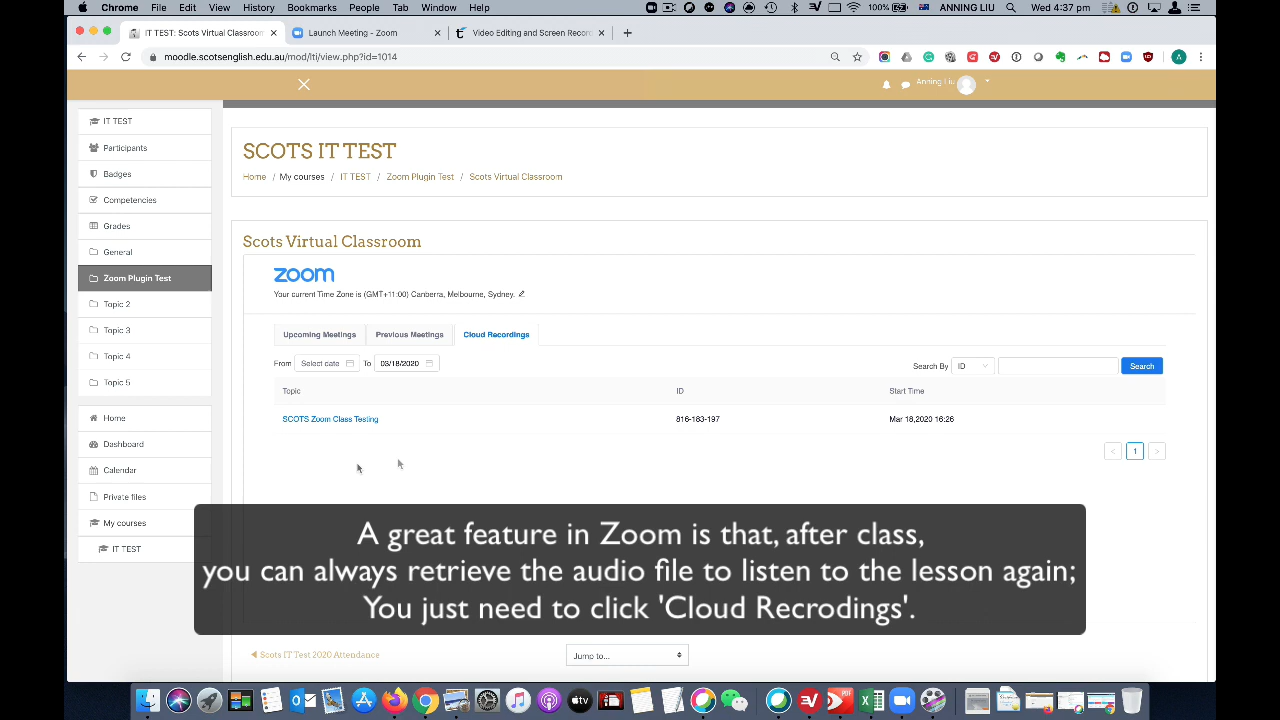 Chrome File Edit View History Bookmarks People Tab Window Help
100% ANNING LIU Wed 4:37 pm
IT TEST: Scots Virtual Classroom
Launch Meeting - Zoom
Video Editing and Screen Record
moodle.scotsenglish.edu.au/mod/lti/view.php?id=1014
Anning Liu
IT TEST
Participants
Badges
Competencies
Grades
General
Zoom Plugin Test
Topic 2
Topic 3
Topic 4
Topic 5
Home
Dashboard
Calendar
Private files
My courses
IT TEST
SCOTS IT TEST
Home / My courses / IT TEST / Zoom Plugin Test / Scots Virtual Classroom
Scots Virtual Classroom
zoom
Your current Time Zone is (GMT+11:00) Canberra, Melbourne, Sydney.
Upcoming Meetings Previous Meetings Cloud Recordings
From Select date To 03/18/2020 Search By ID Search
Topic ID Start Time
SCOTS Zoom Class Testing 816-183-197 Mar 18,2020 16:26
< 1 >
A great feature in Zoom is that, after class,
you can always retrieve the audio file to listen to the lesson again;
You just need to click 'Cloud Recrodings'.
◀ Scots IT Test 2020 Attendance Jump to...